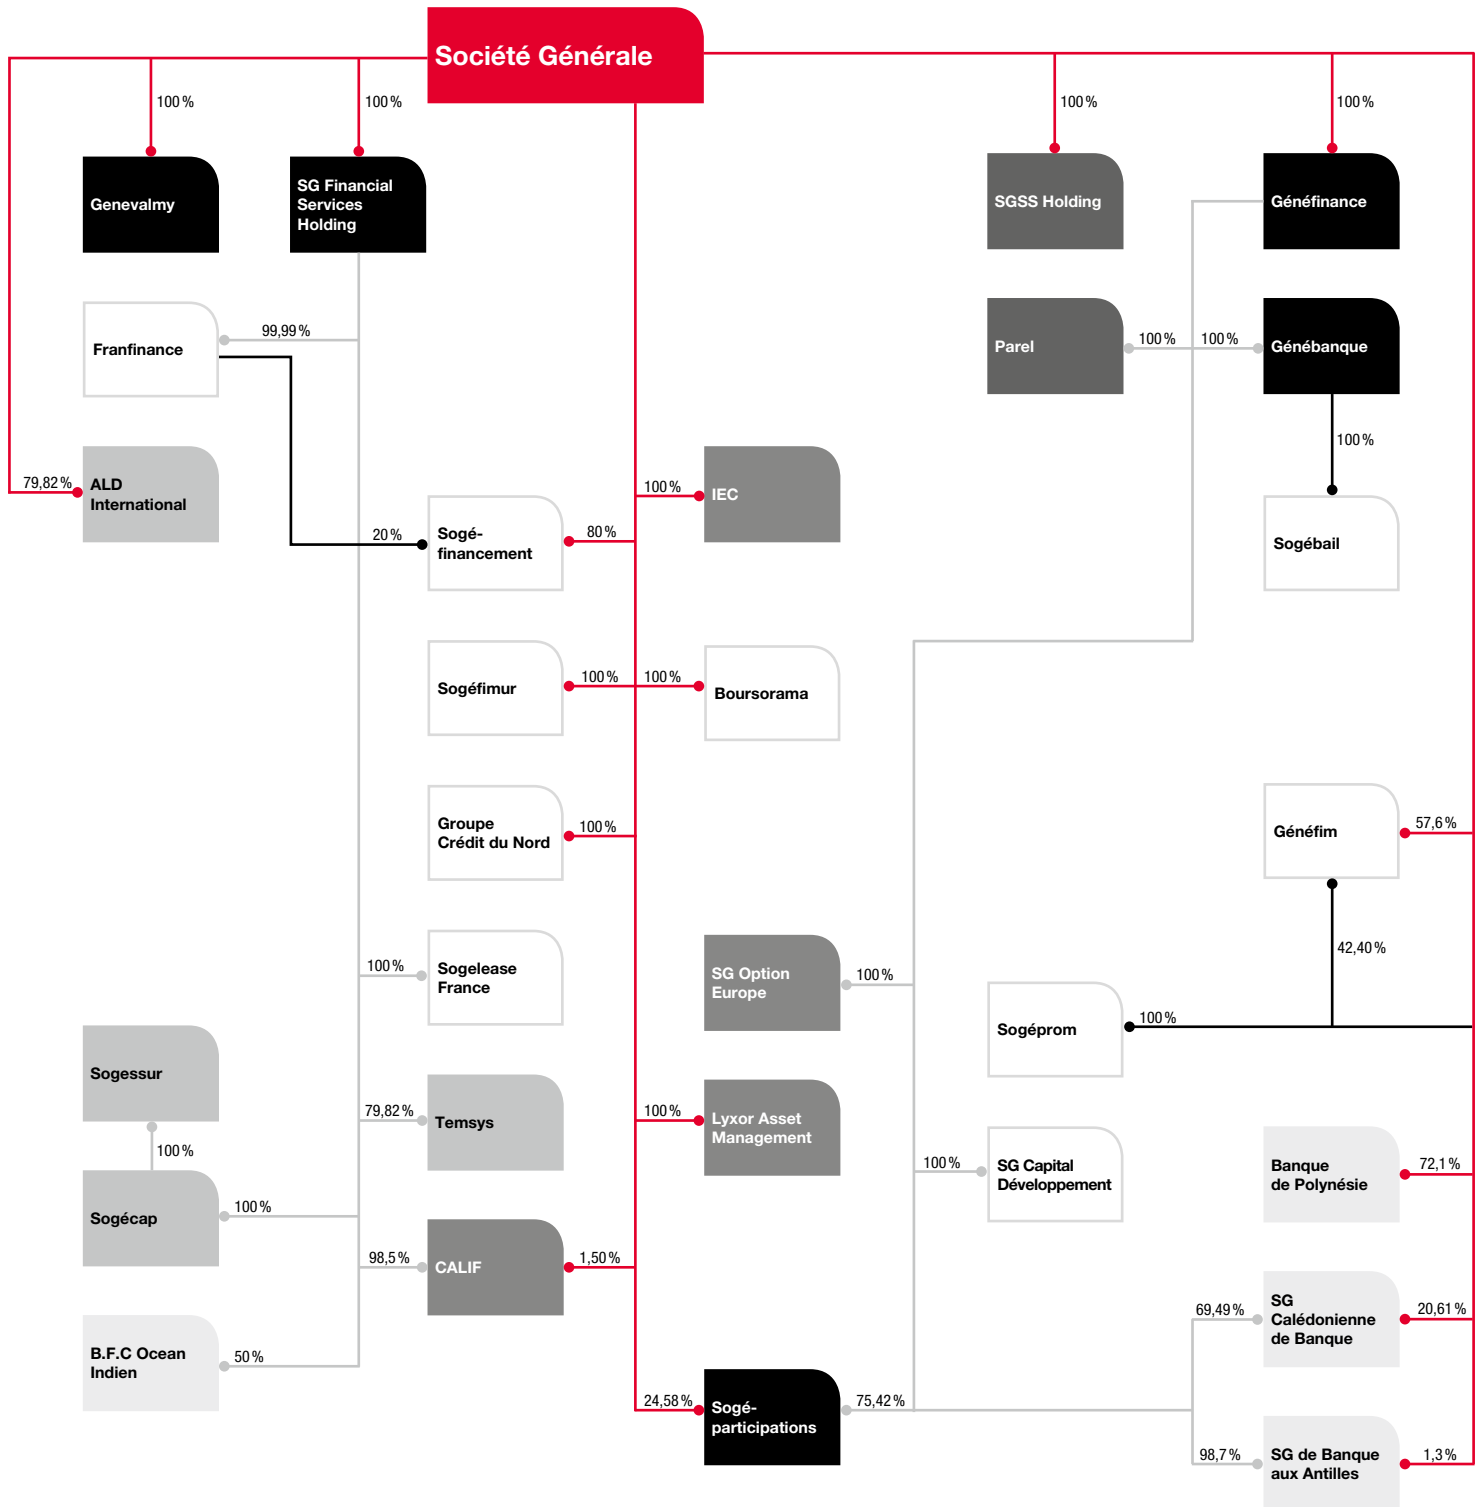 Société Générale
100 %
100 %
100 %
100 %
Genevalmy
SG Financial
Services
Holding
SGSS Holding
Généfinance
Franfinance
99,99 %
Parel
100 %
100 %
Génébanque
100 %
79,82 %
ALD
International
20 %
Sogé-
financement
80 %
100 %
IEC
Sogébail
Sogéfimur
100 %
100 %
Boursorama
Groupe
Crédit du Nord
100 %
Généfim
57,6 %
42,40 %
100 %
Sogelease
France
SG Option
Europe
100 %
Sogéprom
100 %
Sogessur
100 %
79,82 %
Temsys
100 %
Lyxor Asset
Management
100 %
SG Capital
Développement
Banque
de Polynésie
72,1 %
Sogécap
100 %
98,5 %
CALIF
1,50 %
69,49 %
SG
Calédonienne
de Banque
20,61 %
B.F.C Ocean
Indien
50 %
24,58 %
Sogé-
participations
75,42 %
98,7 %
SG de Banque
aux Antilles
1,3 %